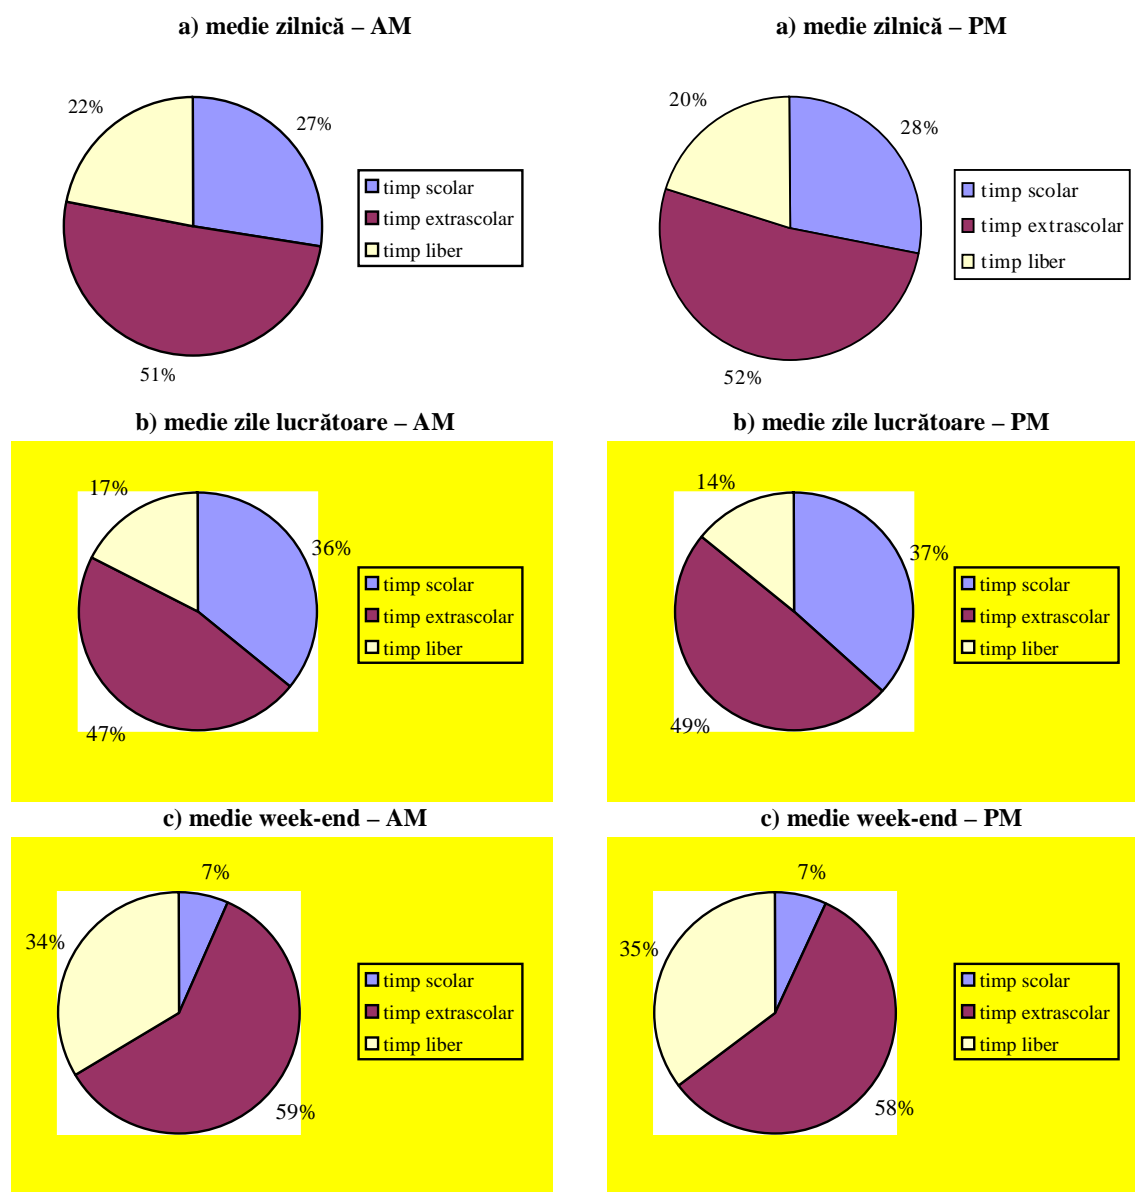 a) medie zilnică – AM
22%
27%
timp scolar
timp extrascolar
timp liber
51%
a) medie zilnică – PM
20%
28%
timp scolar
timp extrascolar
timp liber
52%
b) medie zile lucrătoare – AM
17%
36%
timp scolar
timp extrascolar
timp liber
47%
b) medie zile lucrătoare – PM
14%
37%
timp scolar
timp extrascolar
timp liber
49%
c) medie week-end – AM
7%
34%
timp scolar
timp extrascolar
timp liber
59%
c) medie week-end – PM
7%
35%
timp scolar
timp extrascolar
timp liber
58%